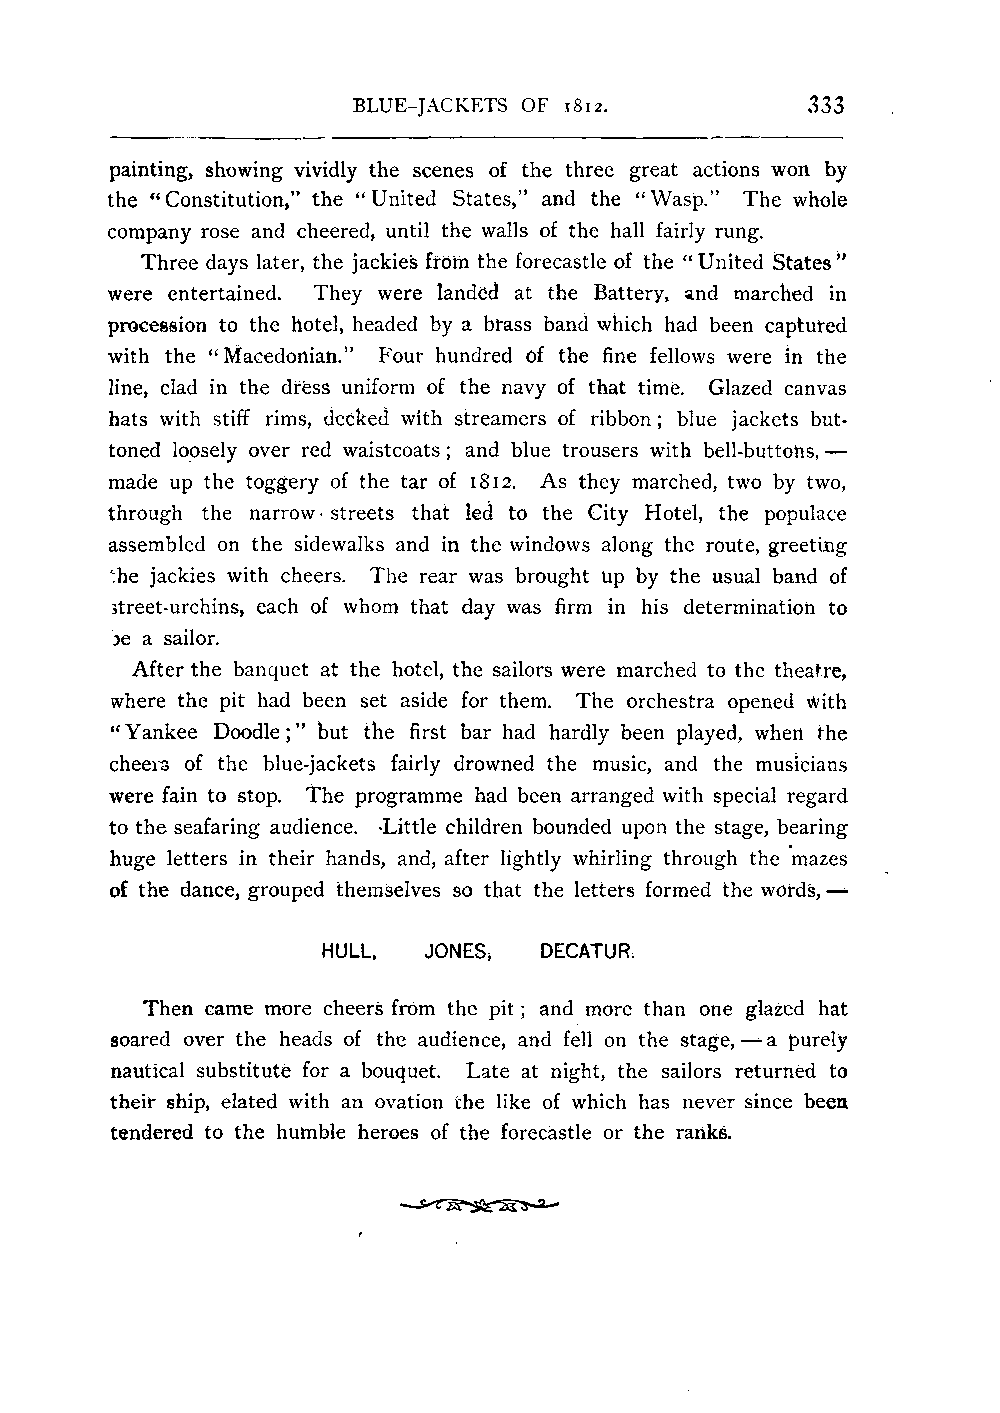 BLUE-JACKETS OF 1812. 333
painting, showing vividly the scenes of the three great actions won by
the "Constitution," the "United States," and the "Wasp." The whole
company rose and cheered, until the walls of the hall fairly rung.
Three days later, the jackies from the forecastle of the "United States"
were entertained. They were landed at the Battery, and marched in
procession to the hotel, headed by a brass band which had been captured
with the "Macedonian." Four hundred of the fine fellows were in the
line, clad in the dress uniform of the navy of that time. Glazed canvas
hats with stiff rims, decked with streamers of ribbon; blue jackets but-
toned loosely over red waistcoats; and blue trousers with bell-buttons,—
made up the toggery of the tar of 1812. As they marched, two by two,
through the narrow streets that led to the City Hotel, the populace
assembled on the sidewalks and in the windows along the route, greeting
the jackies with cheers. The rear was brought up by the usual band of
street-urchins, each of whom that day was firm in his determination to
be a sailor.
After the banquet at the hotel, the sailors were marched to the theatre,
where the pit had been set aside for them. The orchestra opened with
"Yankee Doodle;" but the first bar had hardly been played, when the
cheers of the blue-jackets fairly drowned the music, and the musicians
were fain to stop. The programme had been arranged with special regard
to the seafaring audience. Little children bounded upon the stage, bearing
huge letters in their hands, and, after lightly whirling through the mazes
of the dance, grouped themselves so that the letters formed the words,—
HULL, JONES, DECATUR.
Then came more cheers from the pit; and more than one glazed hat
soared over the heads of the audience, and fell on the stage,—a purely
nautical substitute for a bouquet. Late at night, the sailors returned to
their ship, elated with an ovation the like of which has never since been
tendered to the humble heroes of the forecastle or the ranks.